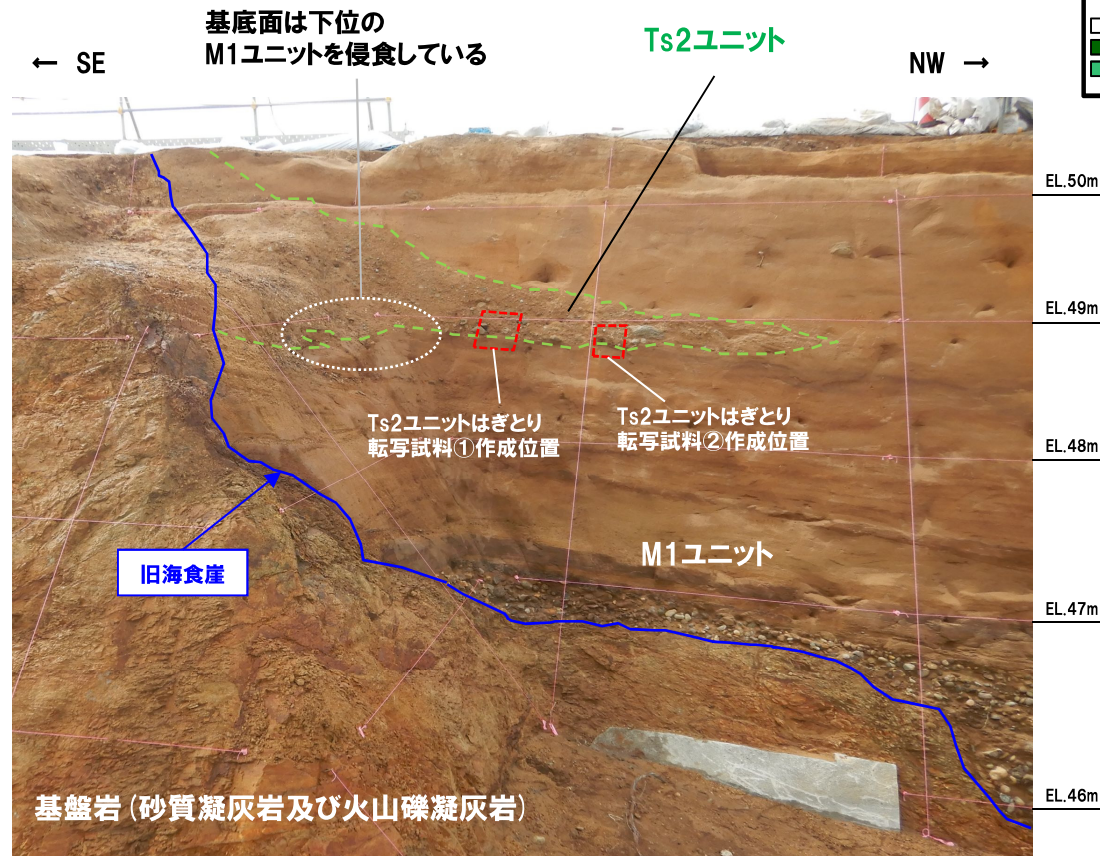 基底面は下位の
M1ユニットを侵食している
Ts2ユニット
← SE
NW →
EL.50m
EL.49m
Ts2ユニットはぎとり
転写試料①作成位置
Ts2ユニットはぎとり
転写試料②作成位置
EL.48m
M1ユニット
旧海食崖
EL.47m
EL.46m
基盤岩(砂質凝灰岩及び火山礫凝灰岩)